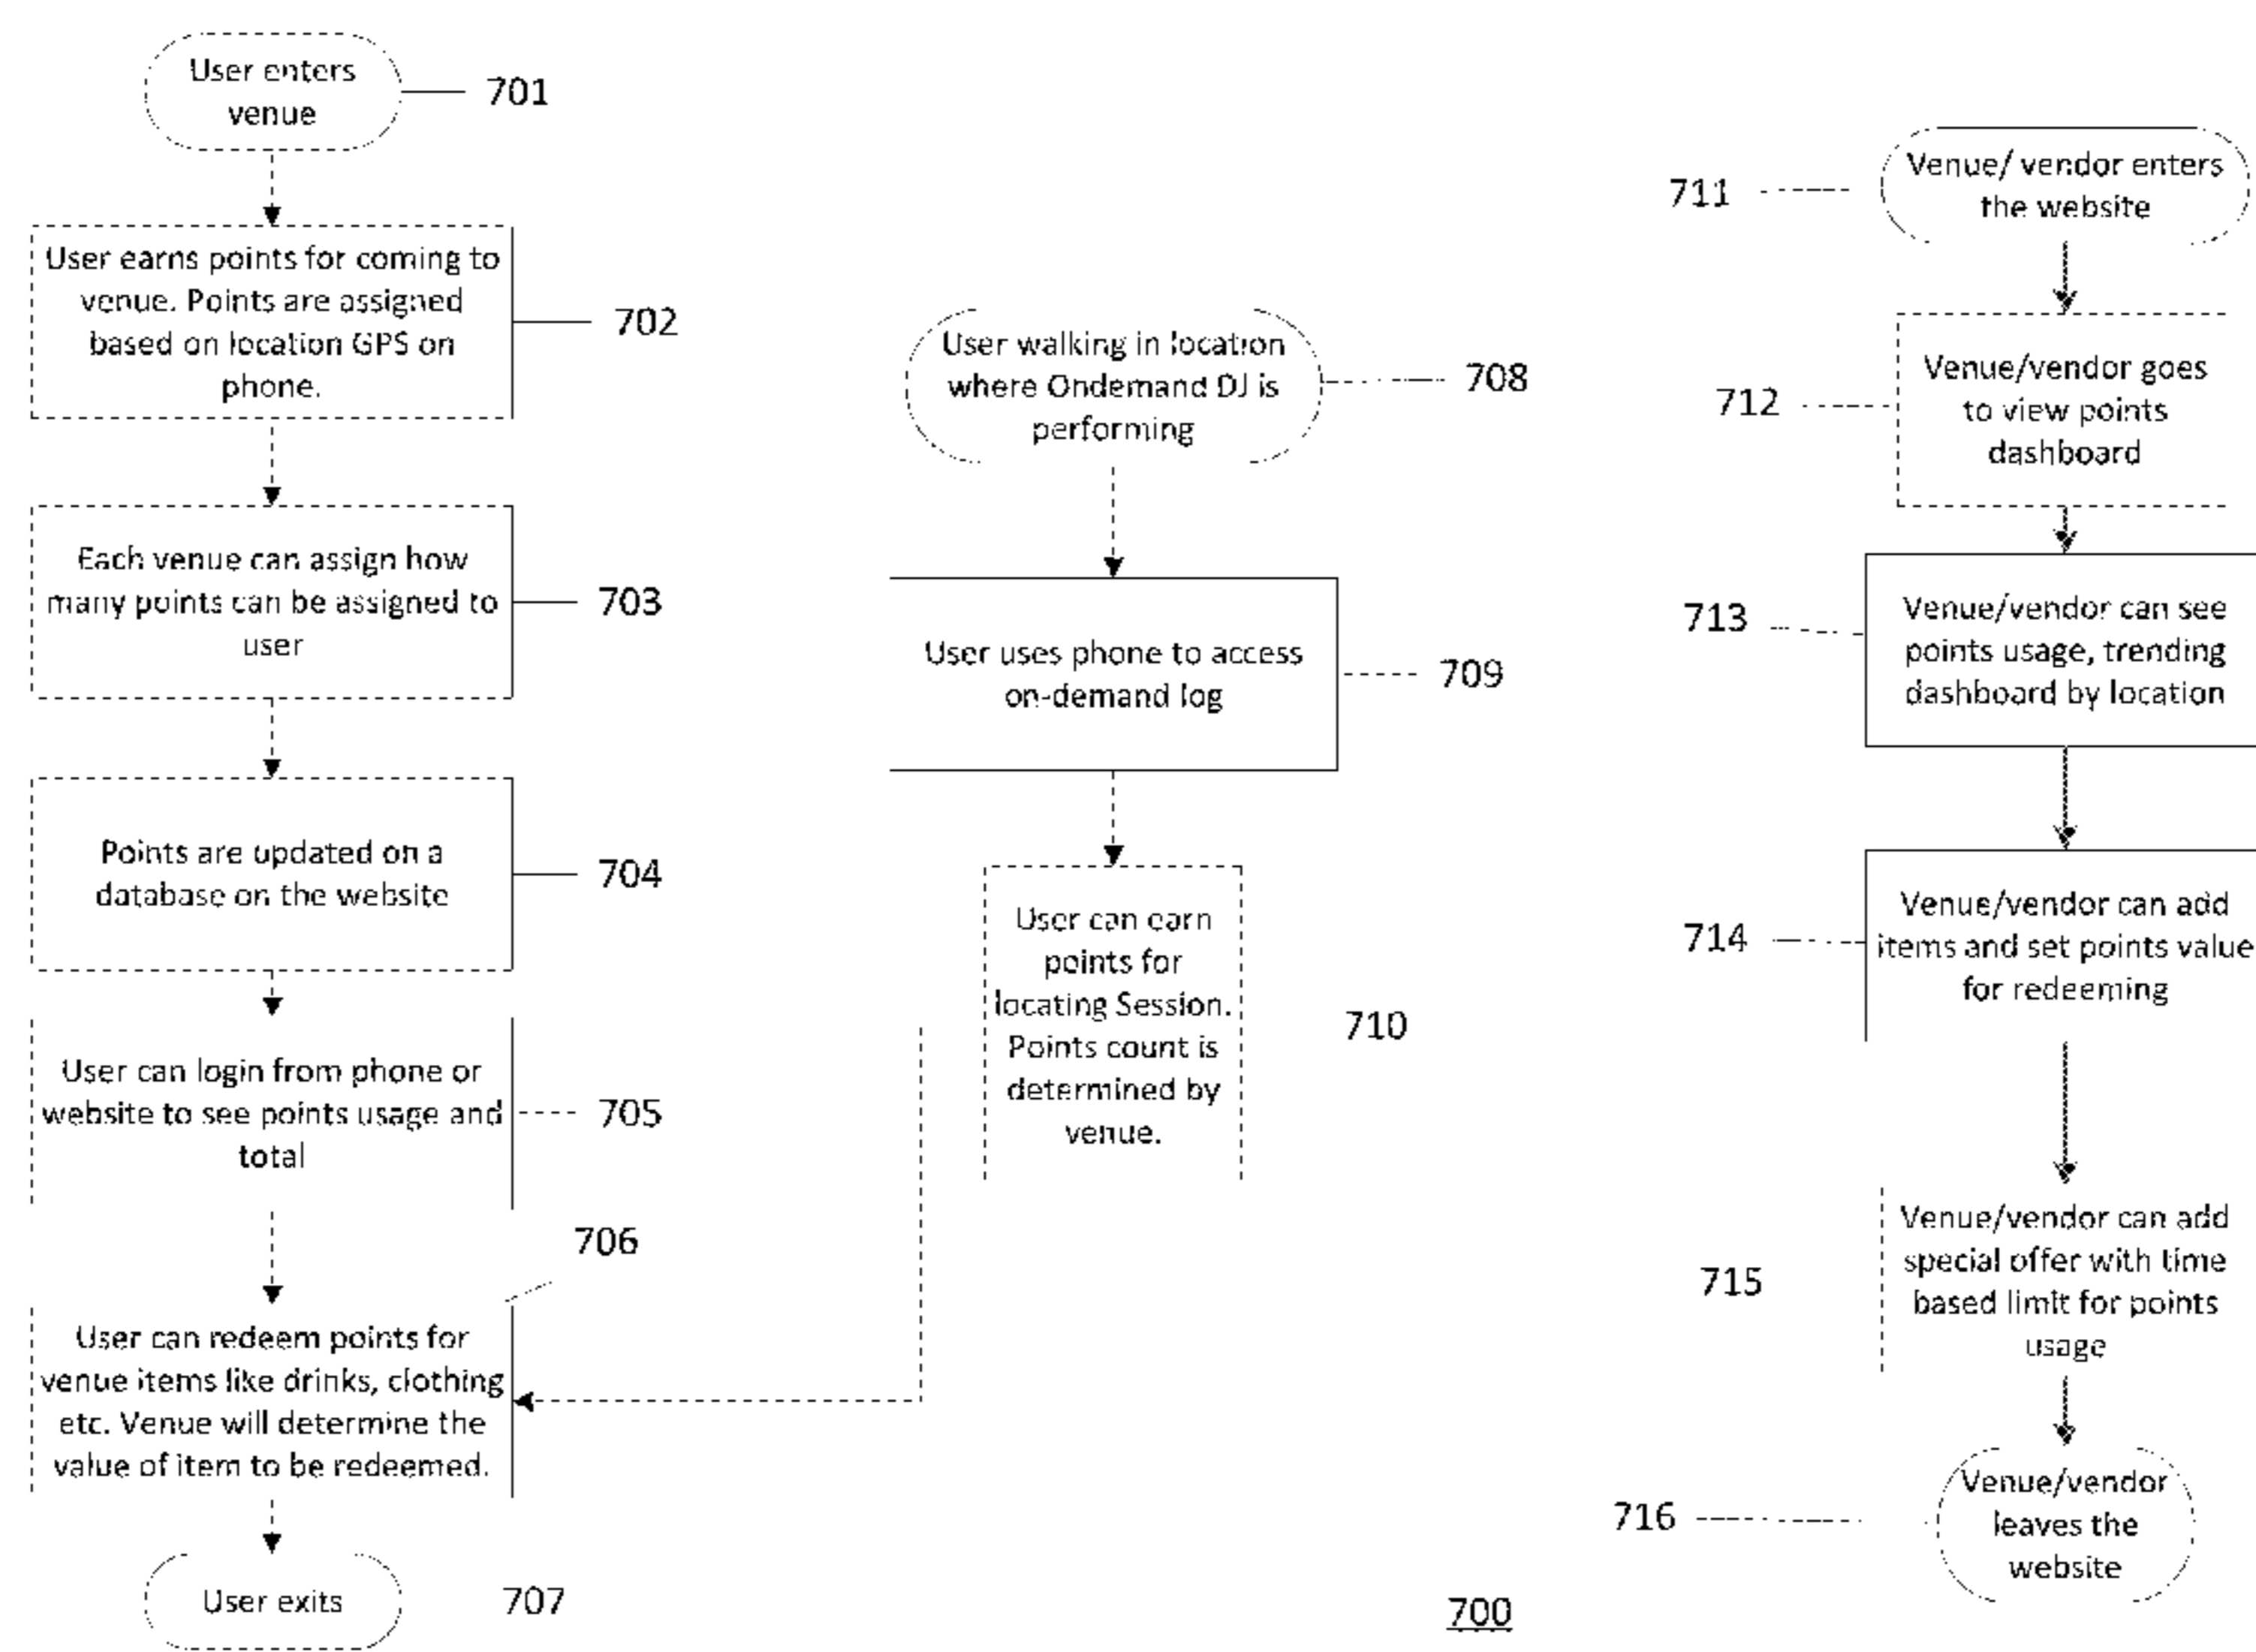 User enters
venue
701
User earns points for coming to
venue. Points are assigned
based on location GPS on
phone.
702
Each venue can assign how
many points can be assigned to
user
703
Points are updated on a
database on the website
704
User can login from phone or
website to see points usage and
total
705
706
User can redeem points for
venue items like drinks, clothing
etc. Venue will determine the
value of item to be redeemed.
User exits
707
User walking in location
where Ondemand DJ is
performing
708
User uses phone to access
on-demand log
709
User can earn
points for
locating Session.
Points count is
determined by
venue.
710
711
Venue/ vendor enters
the website
712
Venue/vendor goes
to view points
dashboard
713
Venue/vendor can see
points usage, trending
dashboard by location
714
Venue/vendor can add
items and set points value
for redeeming
715
Venue/vendor can add
special offer with time
based limit for points
usage
716
Venue/vendor
leaves the
website
700